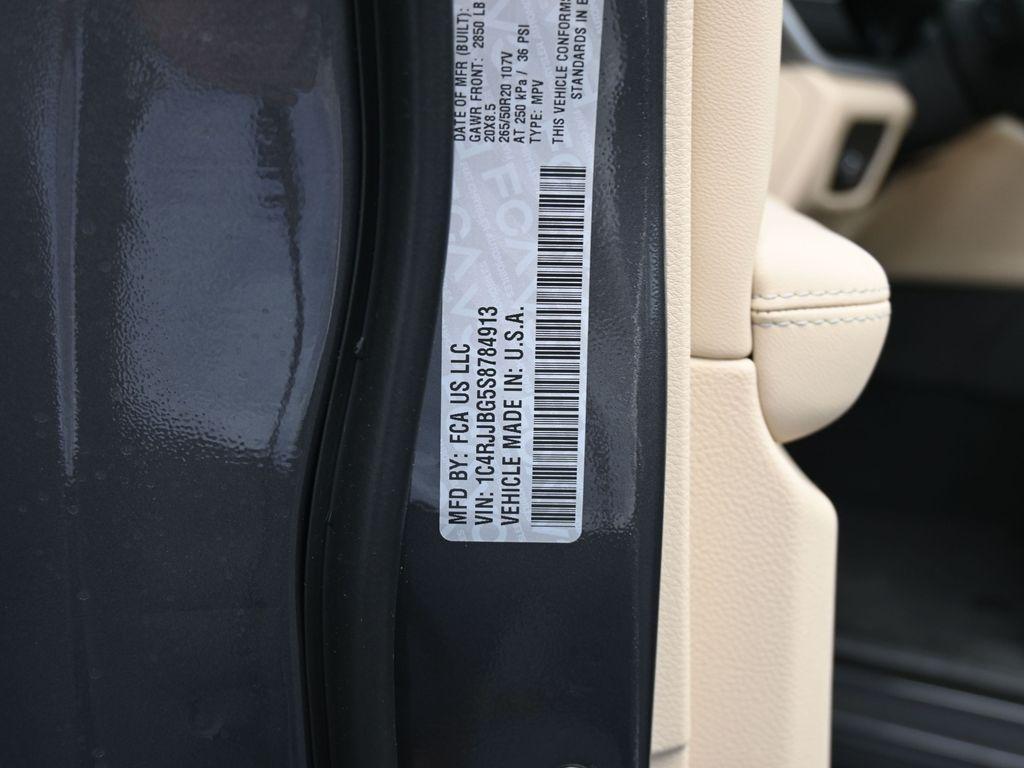 DATE OF MFR (BUILT):
GAWR FRONT: 2850 LB
20X8.5
265/50R20 107V
AT 250 kPa / 36 PSI
TYPE: MPV
THIS VEHICLE CONFORMS
STANDARDS IN
FCA
MFD BY: FCA US LLC
VIN: 1C4RJJBG5S8784913
VEHICLE MADE IN: U.S.A.